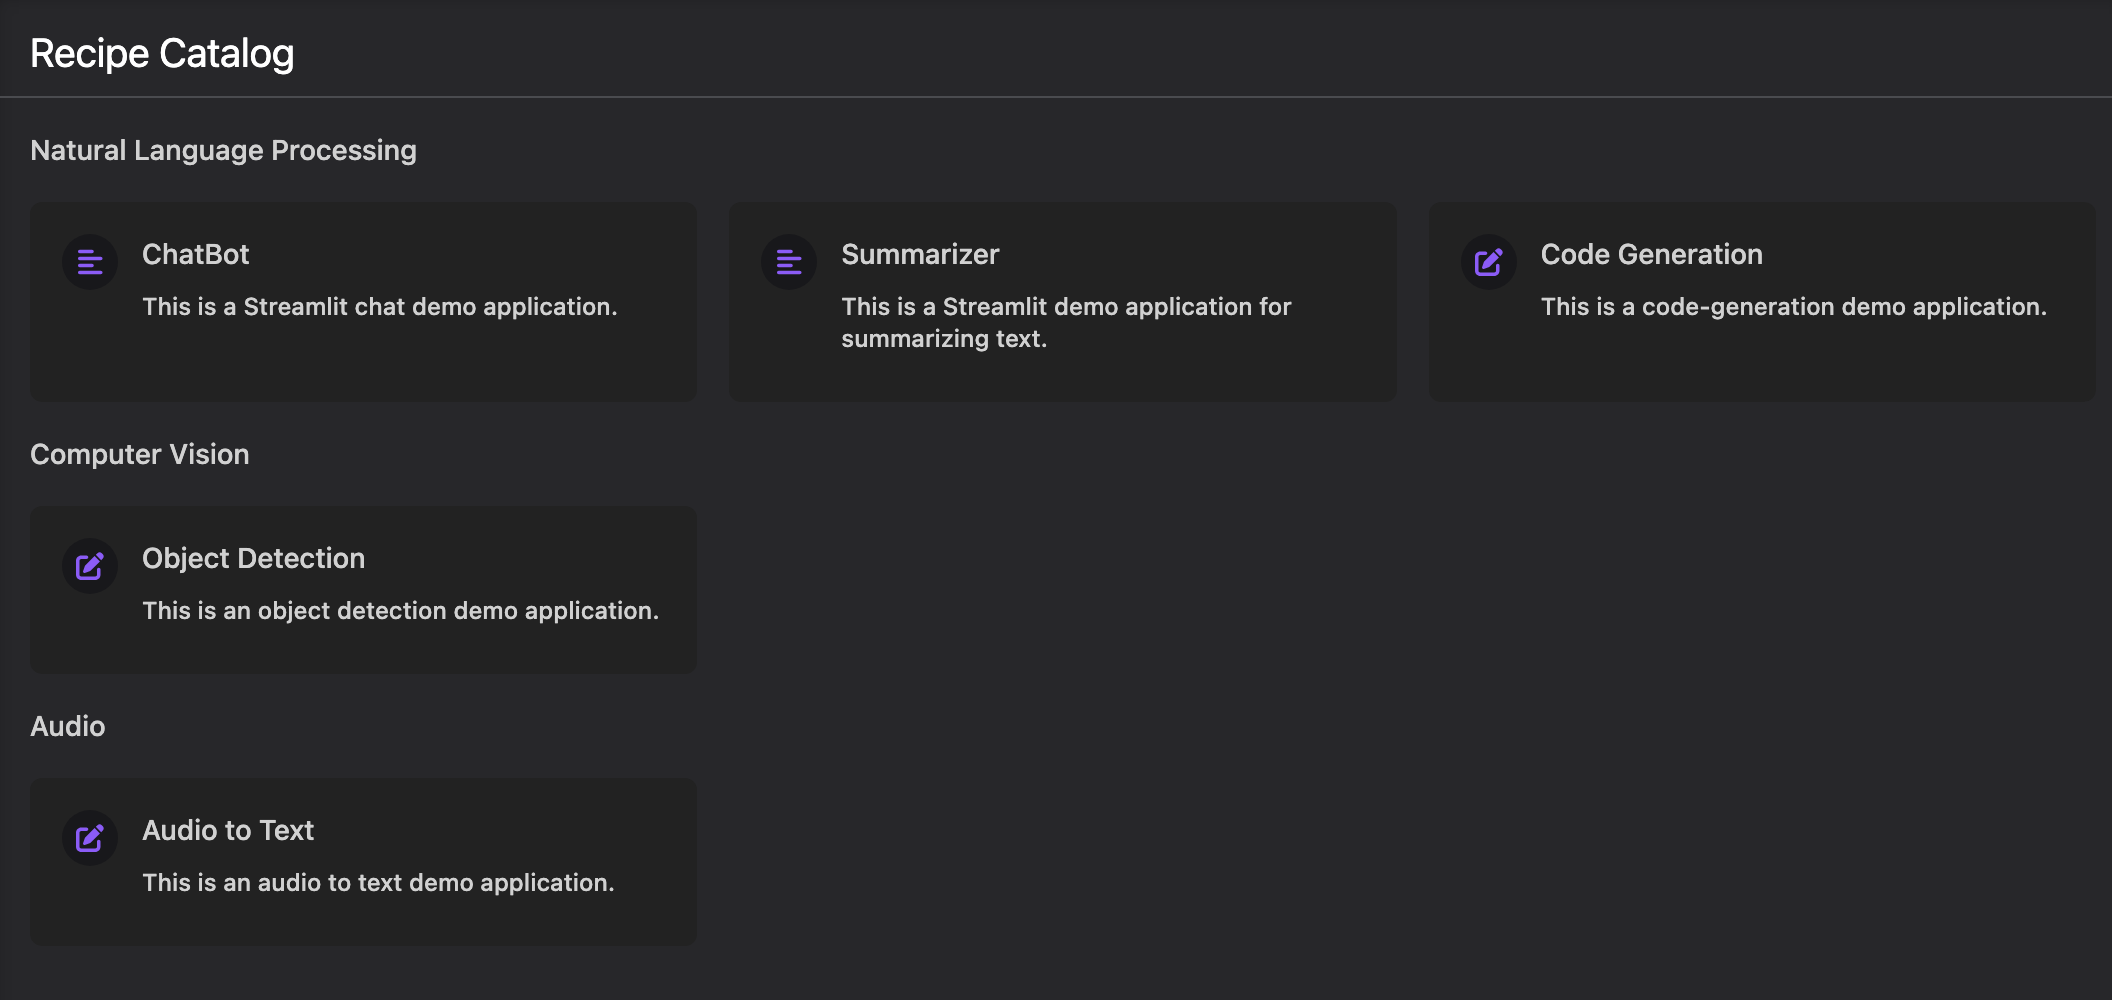 Recipe Catalog
Natural Language Processing
ChatBot
This is a Streamlit chat demo application.
Summarizer
This is a Streamlit demo application for
summarizing text.
Code Generation
This is a code-generation demo application.
Computer Vision
Object Detection
This is an object detection demo application.
Audio
Audio to Text
This is an audio to text demo application.